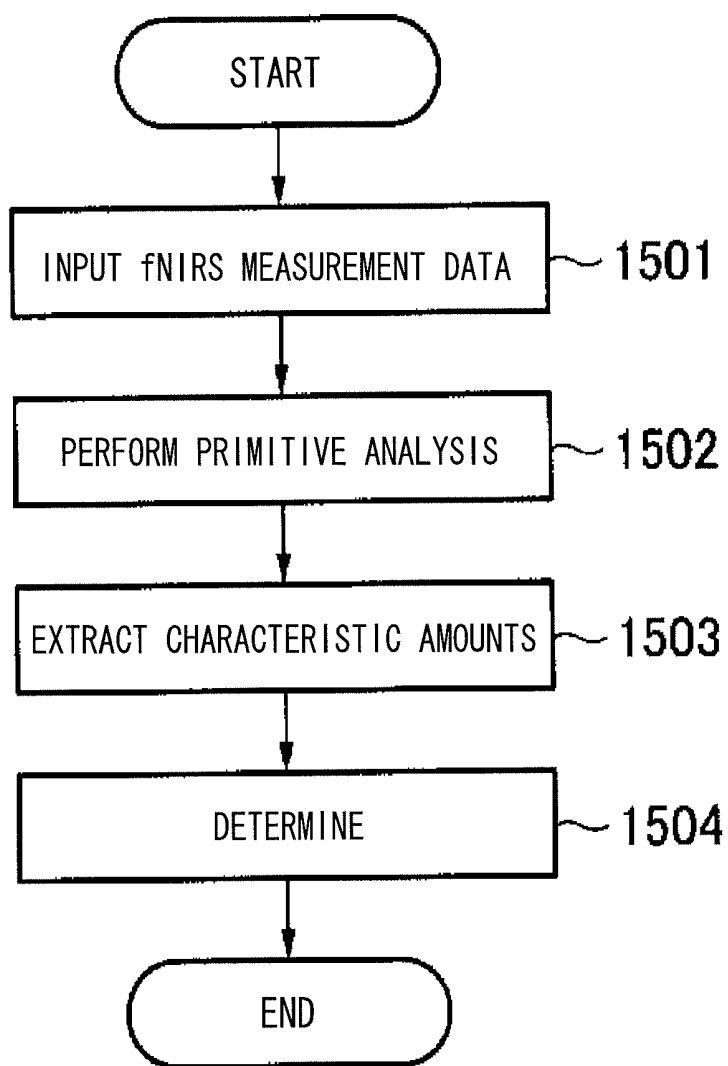 START
INPUT fNIRS MEASUREMENT DATA 1501
PERFORM PRIMITIVE ANALYSIS 1502
EXTRACT CHARACTERISTIC AMOUNTS 1503
DETERMINE 1504
END